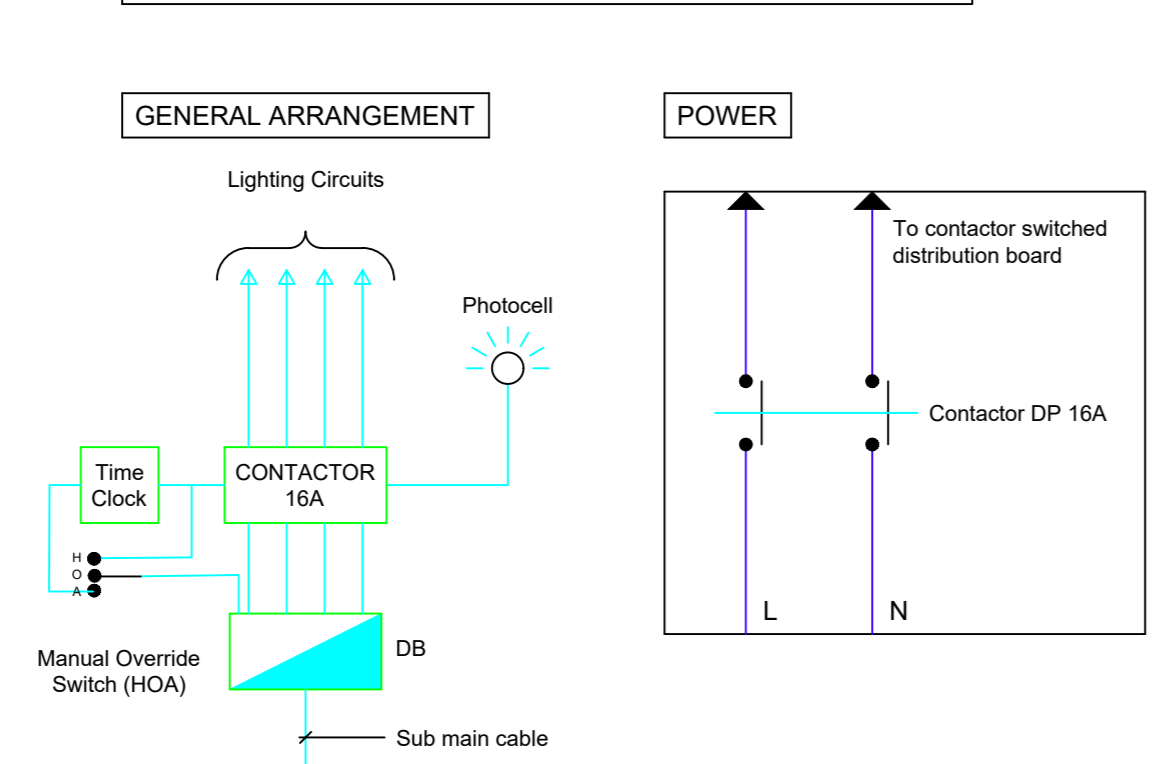 GENERAL ARRANGEMENT
Lighting Circuits
Photocell
Time
Clock
CONTACTOR
16A
H
O
A
Manual Override
Switch (HOA)
DB
Sub main cable
POWER
To contactor switched
distribution board
Contactor DP 16A
L
N